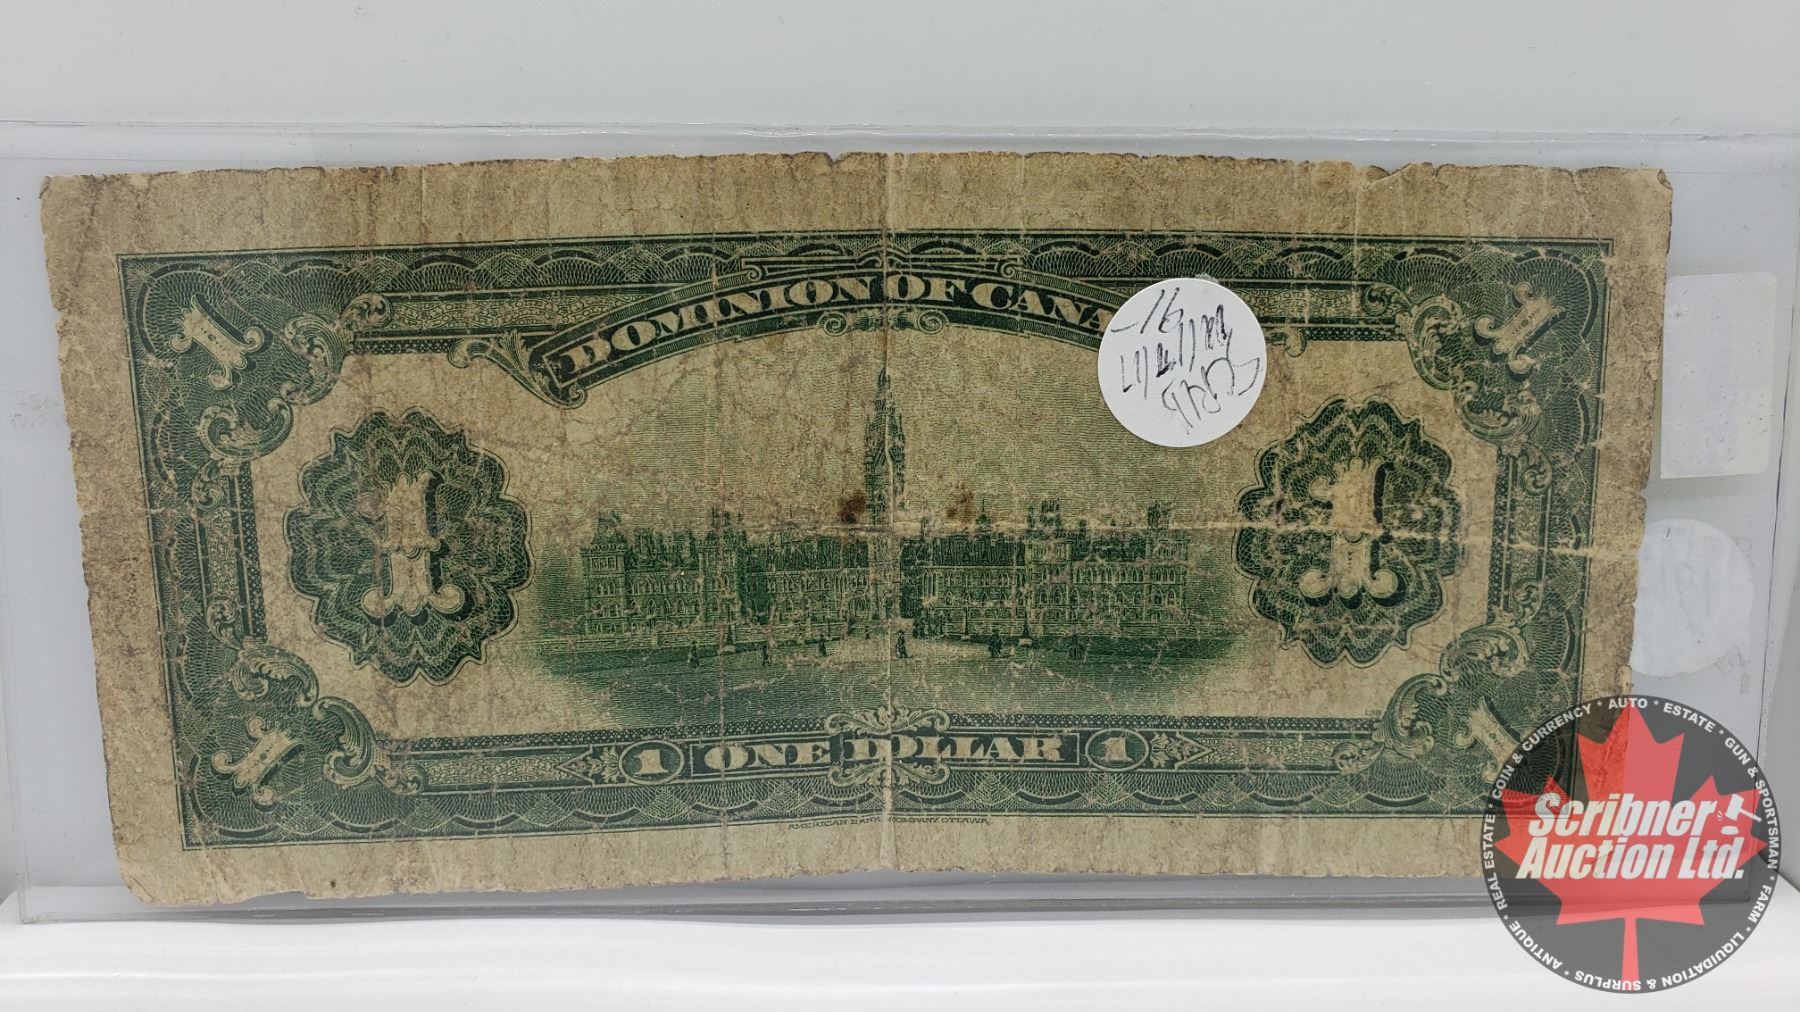 DOMINION OF CANA
1
1
1
1
1 ONE DOLLAR 1
1
1
AMERICAN BANK COMPANY, OTTAWA.
Scribner
Auction Ltd.
REAL ESTATE * COIN & CURRENCY * AUTO * ESTATE * GUN & SPORTSMAN * FARM * LIQUIDATION & SURPLUS * ANTIQUE *